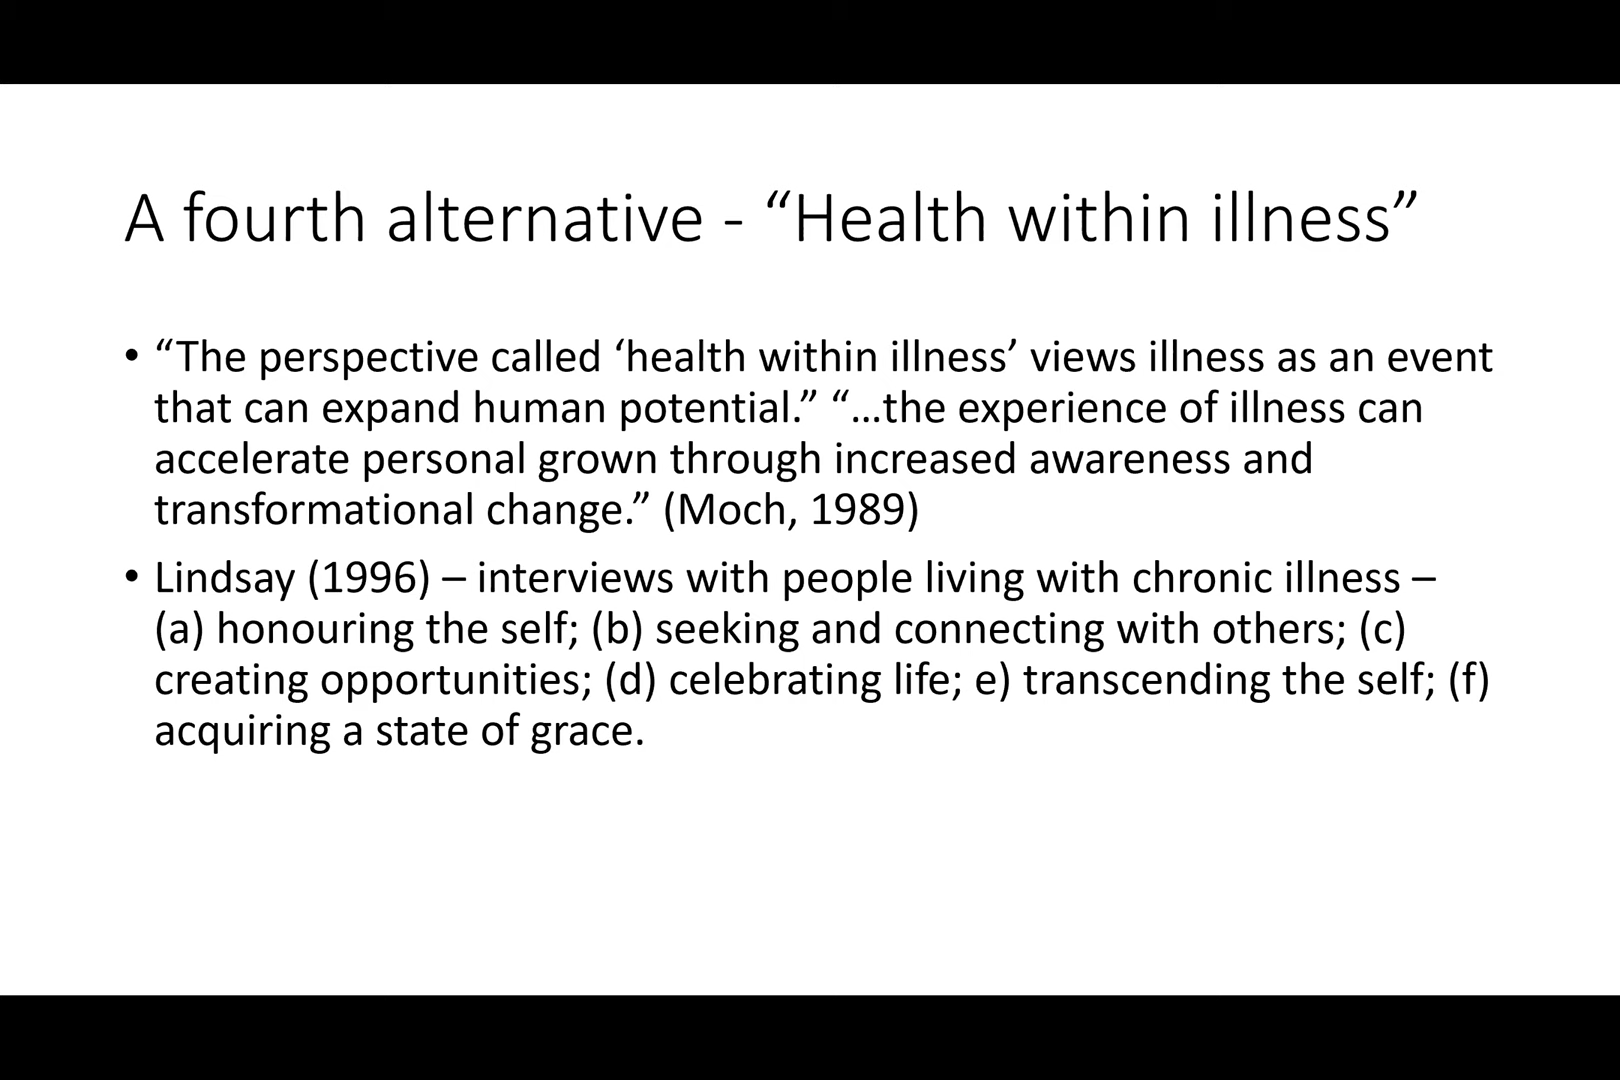 A fourth alternative - “Health within illness”
• “The perspective called ‘health within illness’ views illness as an event
that can expand human potential.” “…the experience of illness can
accelerate personal grown through increased awareness and
transformational change.” (Moch, 1989)
• Lindsay (1996) – interviews with people living with chronic illness –
(a) honouring the self; (b) seeking and connecting with others; (c)
creating opportunities; (d) celebrating life; e) transcending the self; (f)
acquiring a state of grace.